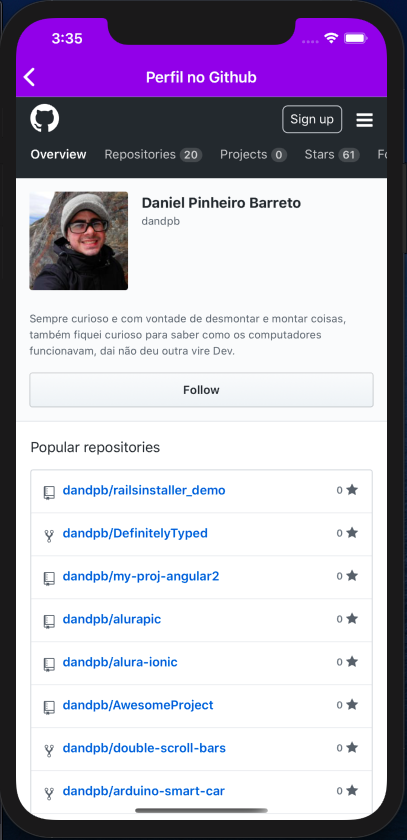 3:35
Perfil no Github
Sign up
Overview Repositories 20 Projects 0 Stars 61 Fo
Daniel Pinheiro Barreto
dandpb
Sempre curioso e com vontade de desmontar e montar coisas,
também fiquei curioso para saber como os computadores
funcionavam, dai não deu outra vire Dev.
Follow
Popular repositories
dandpb/railsinstaller_demo 0
dandpb/DefinitelyTyped 0
dandpb/my-proj-angular2 0
dandpb/alurapic 0
dandpb/alura-ionic 0
dandpb/AwesomeProject 0
dandpb/double-scroll-bars 0
dandpb/arduino-smart-car 0